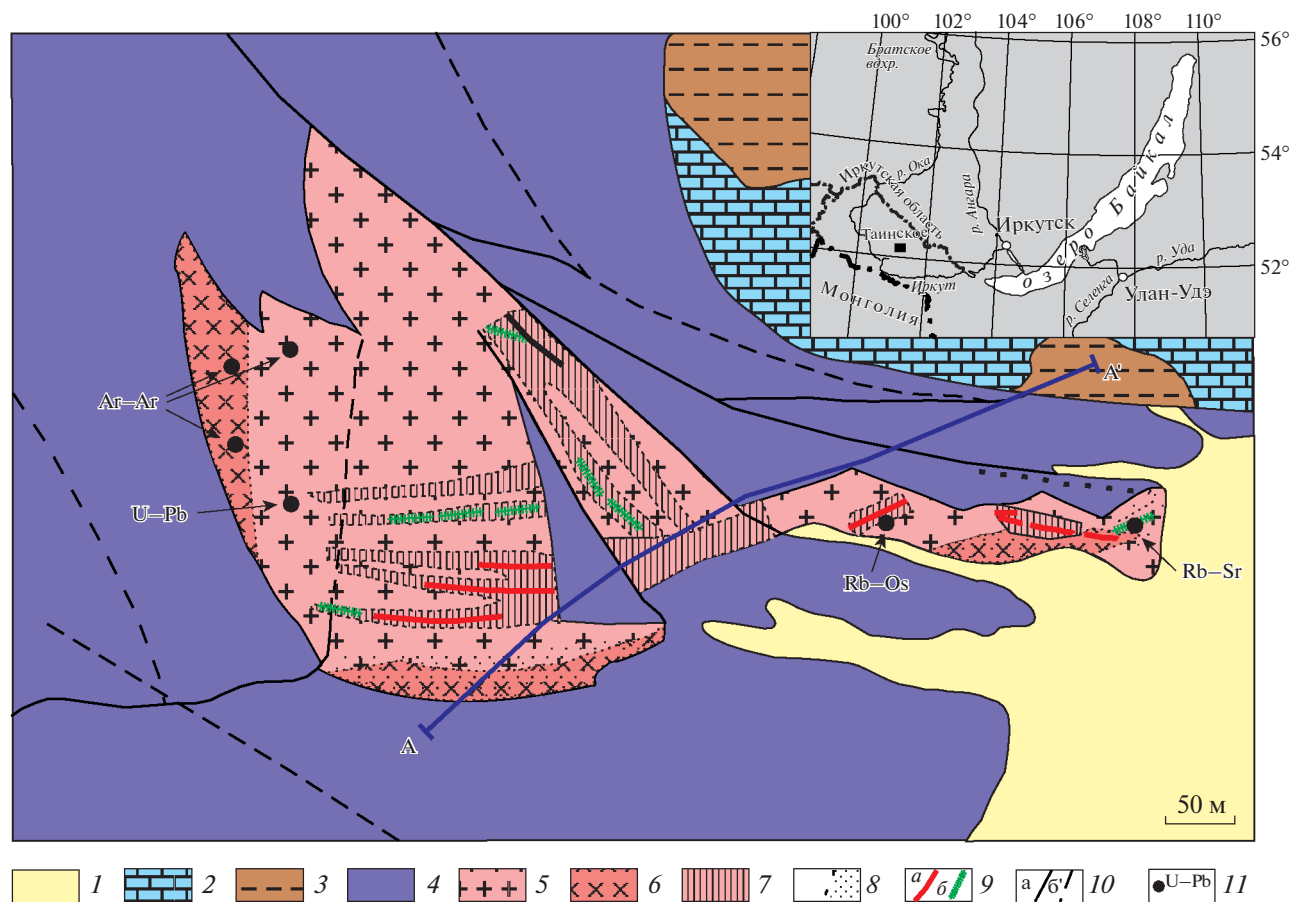 100° 102° 104° 106° 108° 110°
56°
54°
52°
Братское
вдхр.
р. Ока
Иркутская область
р. Ангара
Таинское
Иркутск
озеро Байкал
Иркут
Монголия
р. Селенга
р. Уда
Улан-Удэ
A'
Ar–Ar
U–Pb
Rb–Os
Rb–Sr
A
50 м
1 2 3 4 5 6 7 8 а б 9 а б 10 U–Pb 11